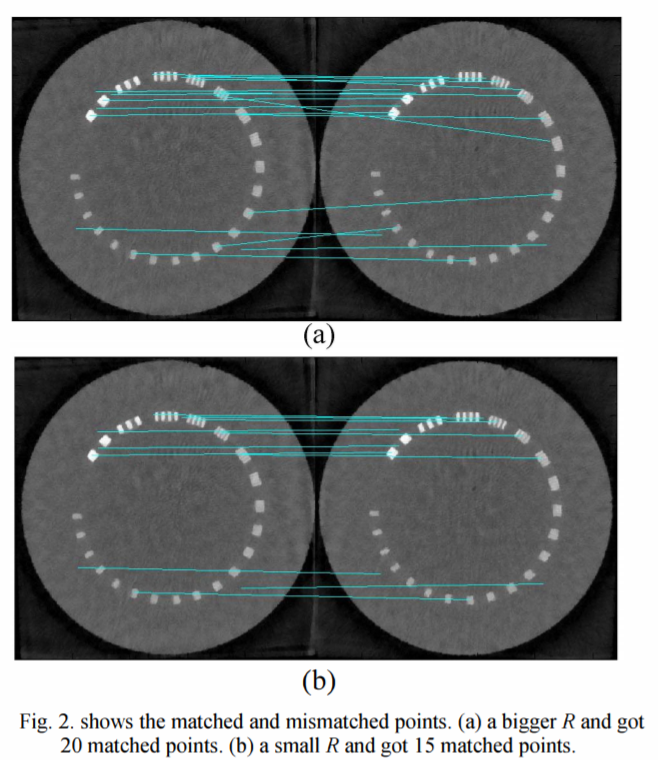 (a)
(b)
Fig. 2. shows the matched and mismatched points. (a) a bigger R and got
20 matched points. (b) a small R and got 15 matched points.